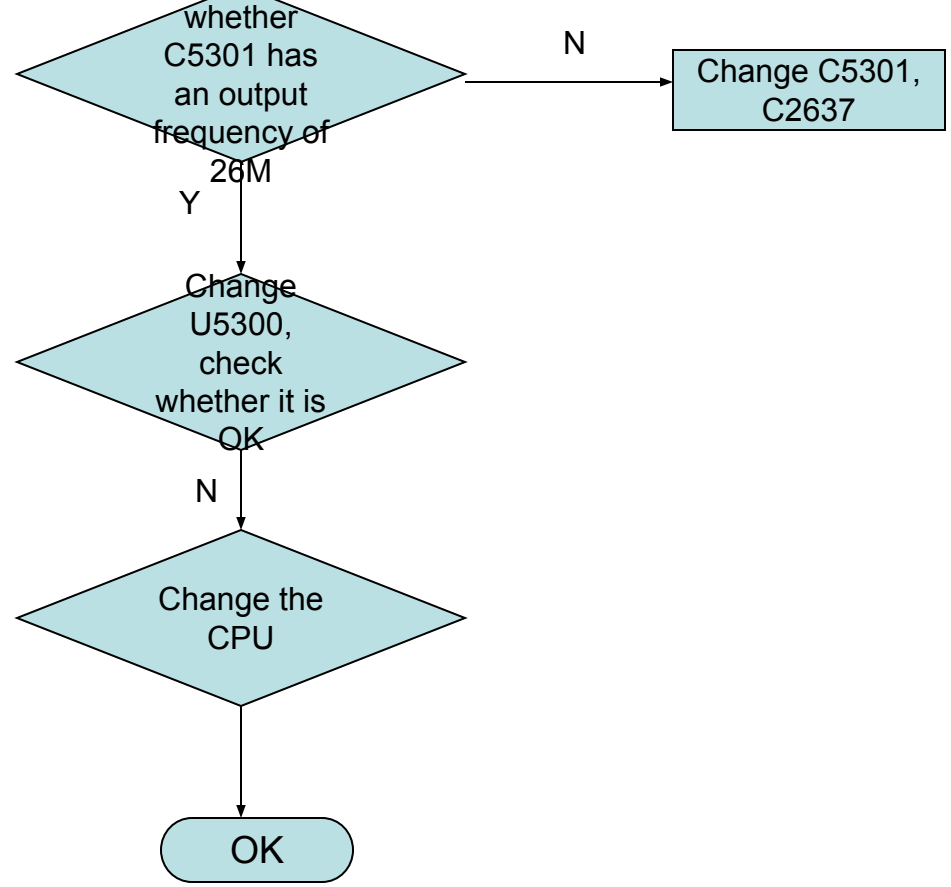 whether
C5301 has
an output
frequency of
26M
N
Change C5301,
C2637
Y
Change
U5300,
check
whether it is
OK
N
Change the
CPU
OK